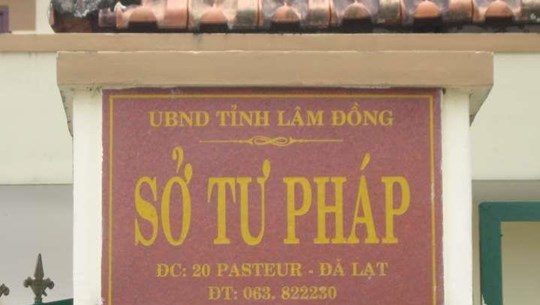 UBND TỈNH LÂM ĐỒNG
SỞ TƯ PHÁP
ĐC: 20 PASTEUR - ĐÀ LẠT
ĐT: 063. 822230